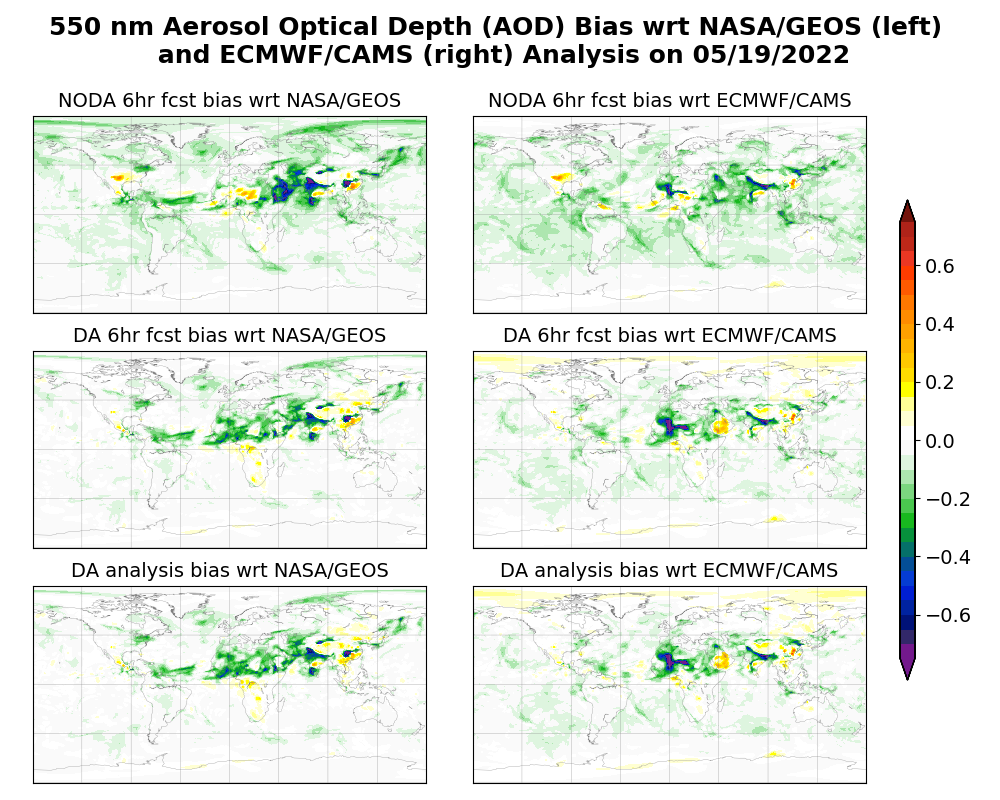 550 nm Aerosol Optical Depth (AOD) Bias wrt NASA/GEOS (left)
and ECMWF/CAMS (right) Analysis on 05/19/2022
NODA 6hr fcst bias wrt NASA/GEOS
NODA 6hr fcst bias wrt ECMWF/CAMS
DA 6hr fcst bias wrt NASA/GEOS
DA 6hr fcst bias wrt ECMWF/CAMS
DA analysis bias wrt NASA/GEOS
DA analysis bias wrt ECMWF/CAMS
0.6
0.4
0.2
0.0
−0.2
−0.4
−0.6